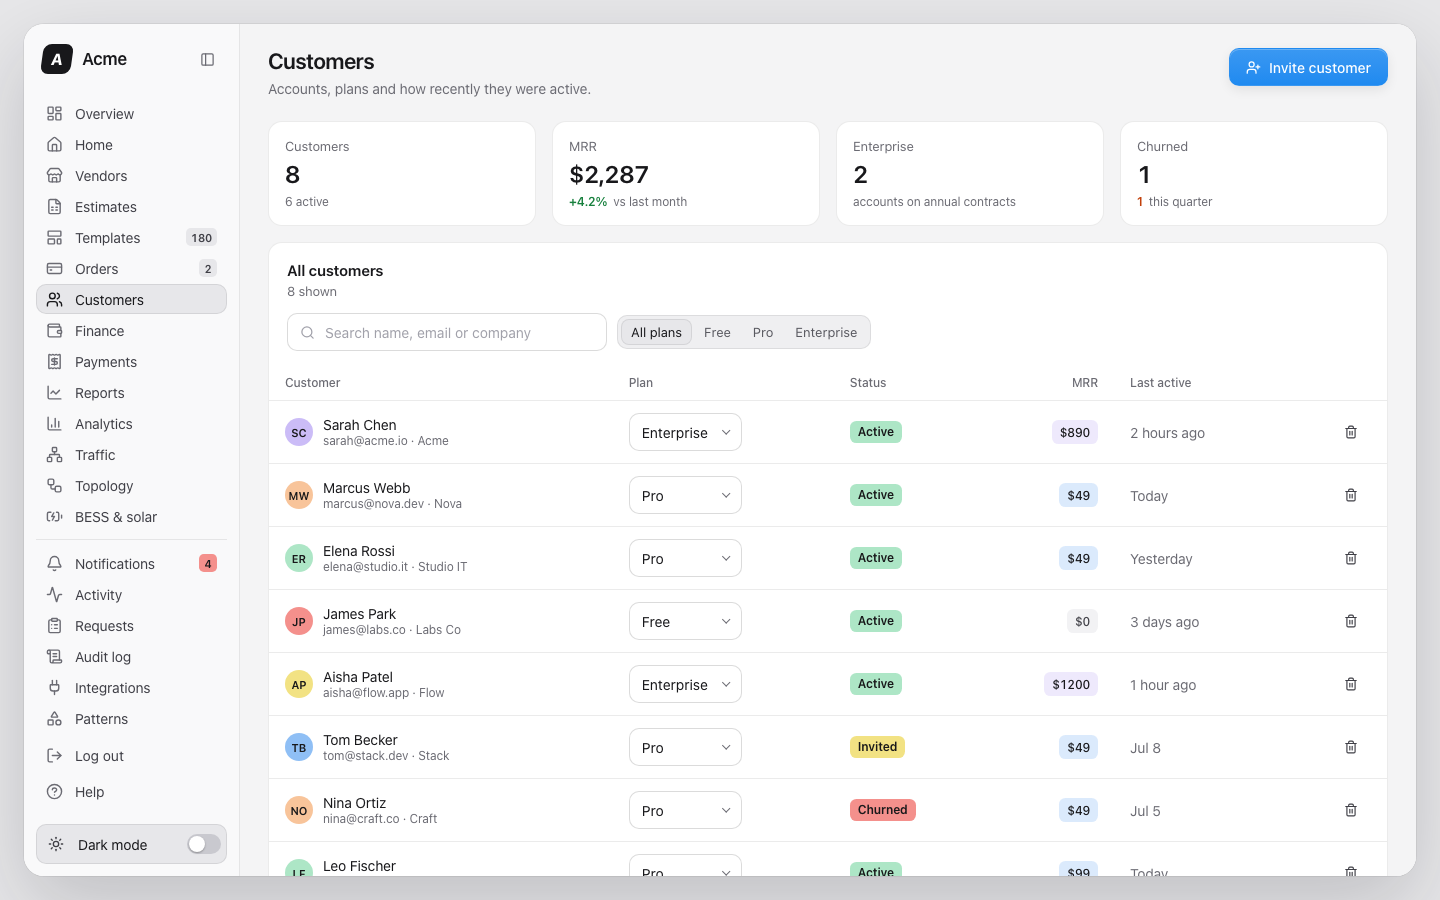 A Acme
Overview
Home
Vendors
Estimates
Templates 180
Orders 2
Customers
Finance
Payments
Reports
Analytics
Traffic
Topology
BESS & solar
Notifications 4
Activity
Requests
Audit log
Integrations
Patterns
Log out
Help
Dark mode
Customers
Accounts, plans and how recently they were active.
Invite customer
Customers
8
6 active
MRR
$2,287
+4.2% vs last month
Enterprise
2
accounts on annual contracts
Churned
1
1 this quarter
All customers
8 shown
Search name, email or company
All plans Free Pro Enterprise
Customer Plan Status MRR Last active
SC Sarah Chen
sarah@acme.io · Acme
Enterprise Active $890 2 hours ago
MW Marcus Webb
marcus@nova.dev · Nova
Pro Active $49 Today
ER Elena Rossi
elena@studio.it · Studio IT
Pro Active $49 Yesterday
JP James Park
james@labs.co · Labs Co
Free Active $0 3 days ago
AP Aisha Patel
aisha@flow.app · Flow
Enterprise Active $1200 1 hour ago
TB Tom Becker
tom@stack.dev · Stack
Pro Invited $49 Jul 8
NO Nina Ortiz
nina@craft.co · Craft
Pro Churned $49 Jul 5
LF Leo Fischer
Pro Active $99 Today